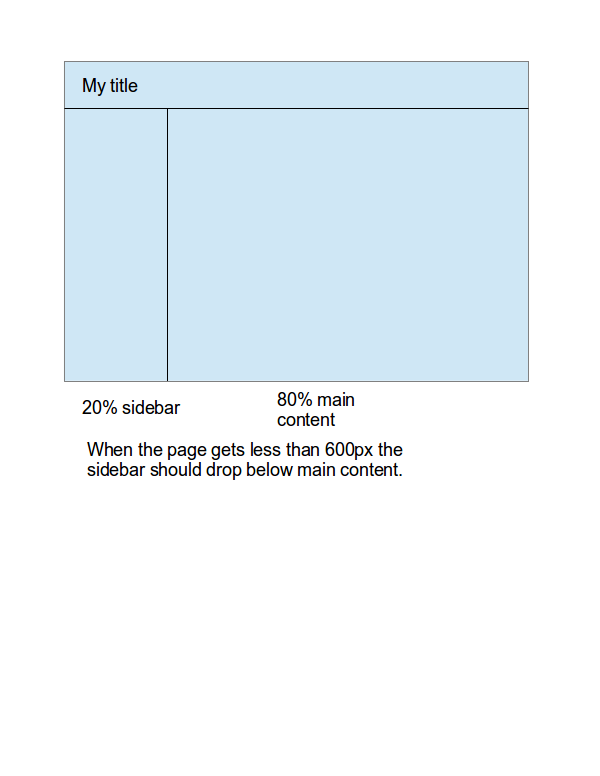 My title
20% sidebar
80% main
content
When the page gets less than 600px the
sidebar should drop below main content.